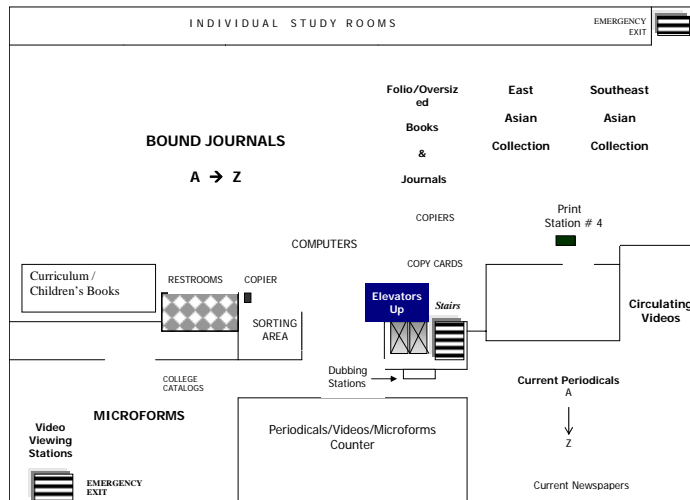 INDIVIDUAL STUDY ROOMS
EMERGENCY
EXIT
Folio/Oversiz
ed
Books
&
Journals
East
Asian
Collection
Southeast
Asian
Collection
BOUND JOURNALS
A → Z
COPIERS
Print
Station # 4
COMPUTERS
COPY CARDS
Curriculum /
Children's Books
RESTROOMS
COPIER
Elevators
Up
Stairs
Circulating
Videos
SORTING
AREA
Dubbing
Stations
COLLEGE
CATALOGS
Current Periodicals
A
Z
MICROFORMS
Periodicals/Videos/Microforms
Counter
Video
Viewing
Stations
EMERGENCY
EXIT
Current Newspapers